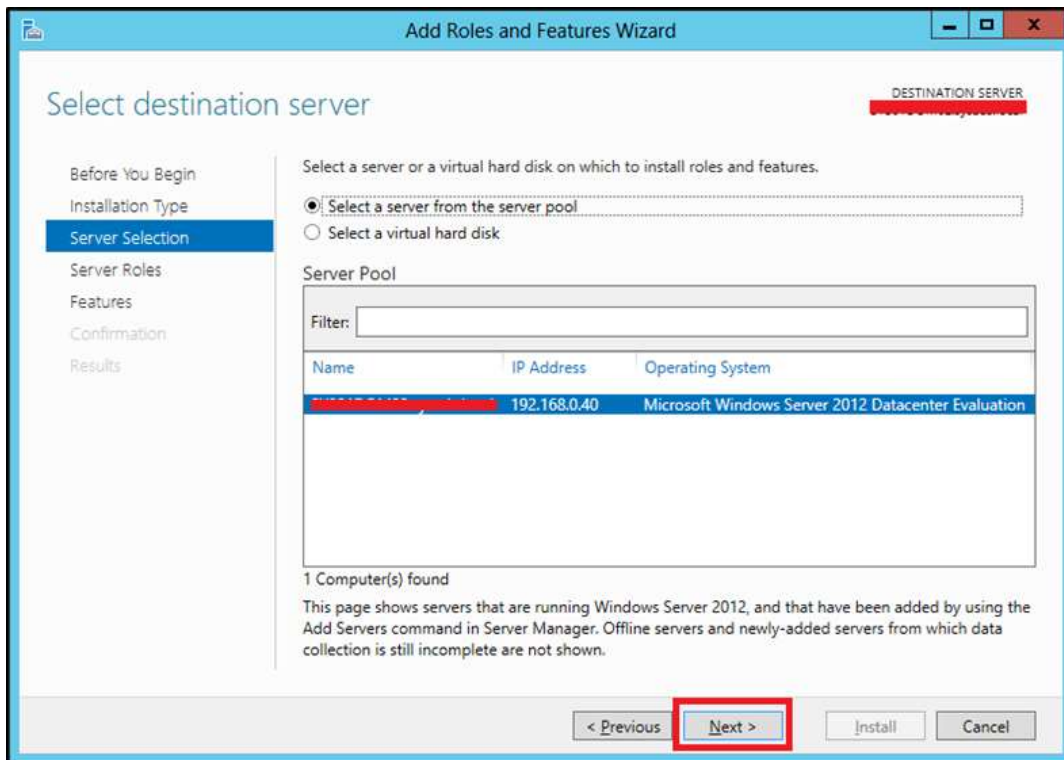 Add Roles and Features Wizard
Select destination server
DESTINATION SERVER
Before You Begin
Installation Type
Server Selection
Server Roles
Features
Confirmation
Results
Select a server or a virtual hard disk on which to install roles and features.
Select a server from the server pool
Select a virtual hard disk
Server Pool
Filter:
Name IP Address Operating System
192.168.0.40 Microsoft Windows Server 2012 Datacenter Evaluation
1 Computer(s) found
This page shows servers that are running Windows Server 2012, and that have been added by using the
Add Servers command in Server Manager. Offline servers and newly-added servers from which data
collection is still incomplete are not shown.
< Previous Next > Install Cancel